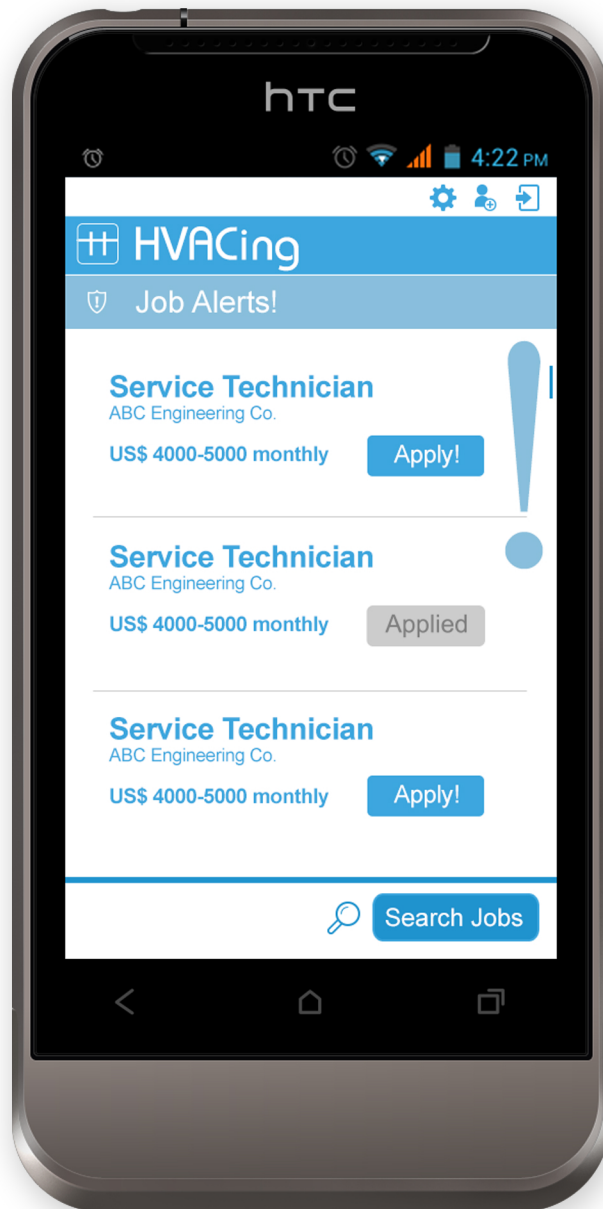 hTC
4:22 PM
HVACing
Job Alerts!
Service Technician
ABC Engineering Co.
US$ 4000-5000 monthly
Apply!
Service Technician
ABC Engineering Co.
US$ 4000-5000 monthly
Applied
Service Technician
ABC Engineering Co.
US$ 4000-5000 monthly
Apply!
Search Jobs